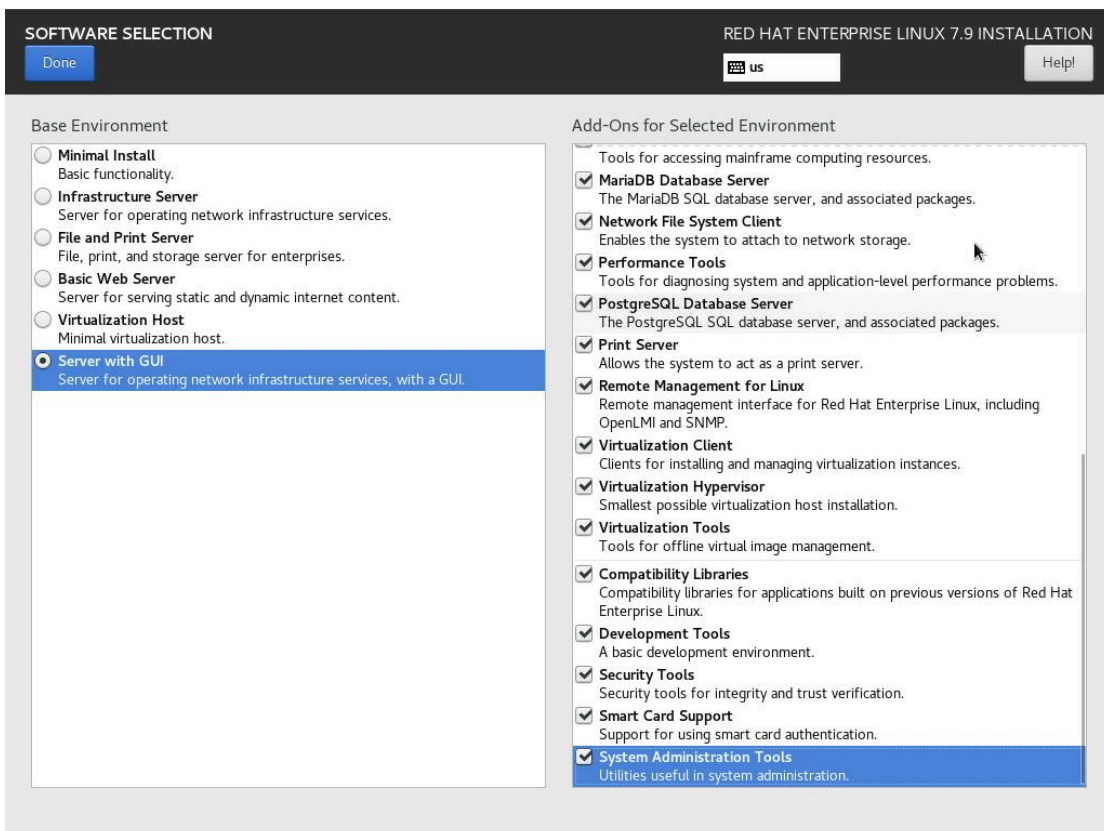 SOFTWARE SELECTION
Done
RED HAT ENTERPRISE LINUX 7.9 INSTALLATION
us
Help!
Base Environment
Minimal Install
Basic functionality.
Infrastructure Server
Server for operating network infrastructure services.
File and Print Server
File, print, and storage server for enterprises.
Basic Web Server
Server for serving static and dynamic internet content.
Virtualization Host
Minimal virtualization host.
Server with GUI
Server for operating network infrastructure services, with a GUI.
Add-Ons for Selected Environment
Tools for accessing mainframe computing resources.
MariaDB Database Server
The MariaDB SQL database server, and associated packages.
Network File System Client
Enables the system to attach to network storage.
Performance Tools
Tools for diagnosing system and application-level performance problems.
PostgreSQL Database Server
The PostgreSQL SQL database server, and associated packages.
Print Server
Allows the system to act as a print server.
Remote Management for Linux
Remote management interface for Red Hat Enterprise Linux, including
OpenLMI and SNMP.
Virtualization Client
Clients for installing and managing virtualization instances.
Virtualization Hypervisor
Smallest possible virtualization host installation.
Virtualization Tools
Tools for offline virtual image management.
Compatibility Libraries
Compatibility libraries for applications built on previous versions of Red Hat
Enterprise Linux.
Development Tools
A basic development environment.
Security Tools
Security tools for integrity and trust verification.
Smart Card Support
Support for using smart card authentication.
System Administration Tools
Utilities useful in system administration.